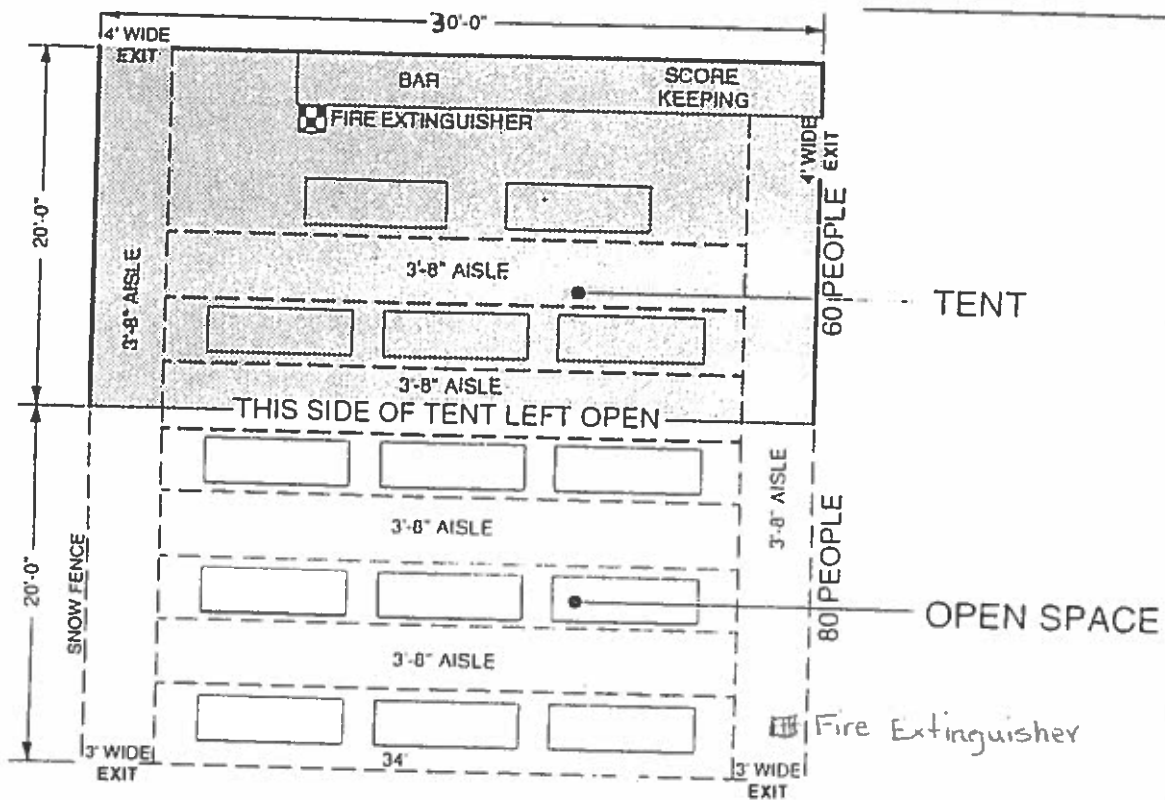 30'-0"
4' WIDE
EXIT
BAR
SCORE
KEEPING
FIRE EXTINGUISHER
4' WIDE
EXIT
20'-0"
3'-8" AISLE
3'-8" AISLE
60 PEOPLE
TENT
3'-8" AISLE
THIS SIDE OF TENT LEFT OPEN
20'-0"
SNOW FENCE
3'-8" AISLE
3'-8" AISLE
80 PEOPLE
OPEN SPACE
3'-8" AISLE
Fire Extinguisher
34'
3' WIDE
EXIT
3' WIDE
EXIT